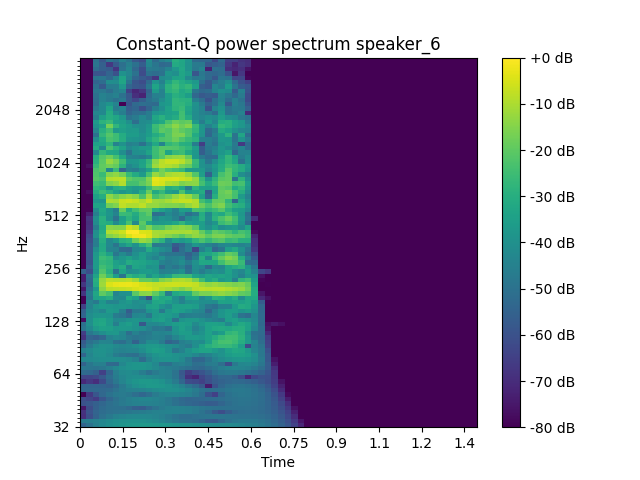 Constant-Q power spectrum speaker_6
Hz
2048
1024
512
256
128
64
32
0 0.15 0.3 0.45 0.6 0.75 0.9 1.1 1.2 1.4
Time
+0 dB
-10 dB
-20 dB
-30 dB
-40 dB
-50 dB
-60 dB
-70 dB
-80 dB